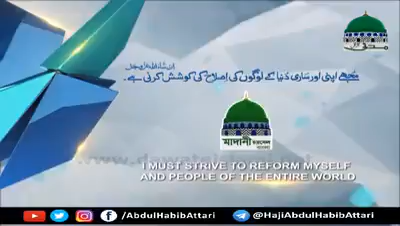 ان شاء اللہ عزوجل
مجھے اپنی اور ساری دنیا کے لوگوں کی اصلاح کی کوشش کرنی ہے۔
মাদানী
বাংলা
I MUST STRIVE TO REFORM MYSELF
AND PEOPLE OF THE ENTIRE WORLD
/AbdulHabibAttari
/HajiAbdulHabibAttari